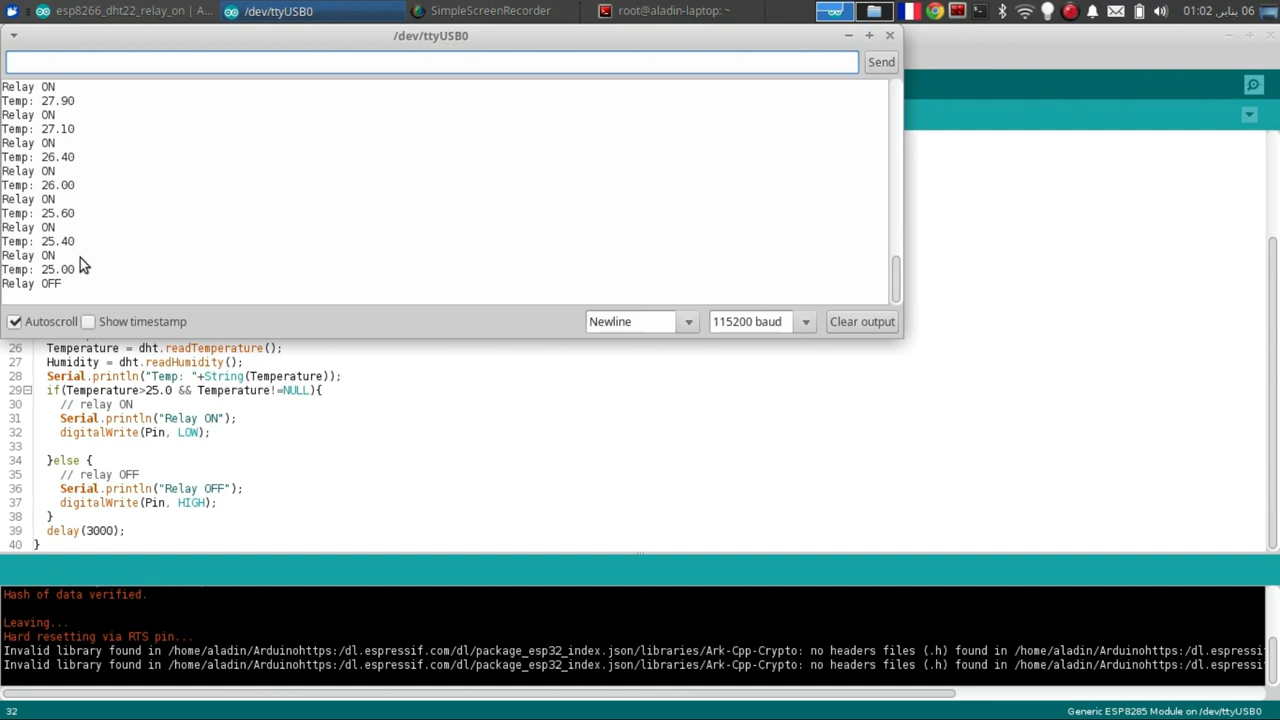 esp8266_dht22_relay_on | A...
/dev/ttyUSB0
SimpleScreenRecorder
root@aladin-laptop: ~
06 يناير، 01:02
/dev/ttyUSB0
Send
Relay ON
Temp: 27.90
Relay ON
Temp: 27.10
Relay ON
Temp: 26.40
Relay ON
Temp: 26.00
Relay ON
Temp: 25.60
Relay ON
Temp: 25.40
Relay ON
Temp: 25.00
Relay OFF
Autoscroll
Show timestamp
Newline
115200 baud
Clear output
26 Temperature = dht.readTemperature();
27 Humidity = dht.readHumidity();
28 Serial.println("Temp: "+String(Temperature));
29 if(Temperature>25.0 && Temperature!=NULL){
30 // relay ON
31 Serial.println("Relay ON");
32 digitalWrite(Pin, LOW);
33
34 }else {
35 // relay OFF
36 Serial.println("Relay OFF");
37 digitalWrite(Pin, HIGH);
38 }
39 delay(3000);
40 }
Hash of data verified.
Leaving...
Hard resetting via RTS pin...
Invalid library found in /home/aladin/Arduinohttps:/dl.espressif.com/dl/package_esp32_index.json/libraries/Ark-Cpp-Crypto: no headers files (.h) found in /home/aladin/Arduinohttps:/dl.espressi
Invalid library found in /home/aladin/Arduinohttps:/dl.espressif.com/dl/package_esp32_index.json/libraries/Ark-Cpp-Crypto: no headers files (.h) found in /home/aladin/Arduinohttps:/dl.espressi
32
Generic ESP8285 Module on /dev/ttyUSB0